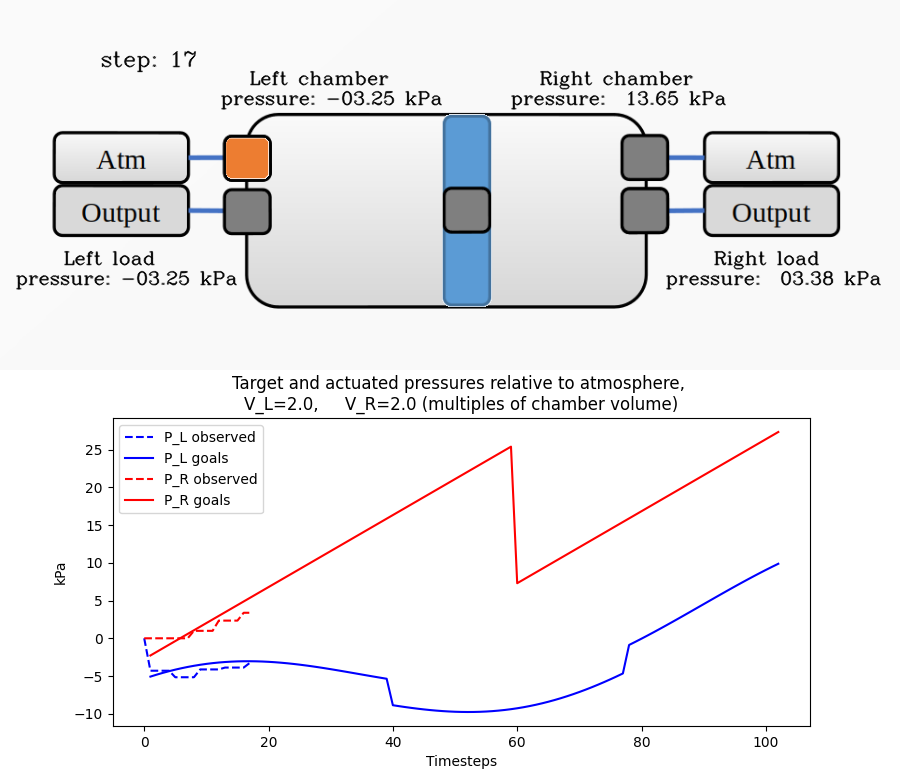 step: 17
Left chamber
pressure: -03.25 kPa
Right chamber
pressure: 13.65 kPa
Atm
Output
Atm
Output
Left load
pressure: -03.25 kPa
Right load
pressure: 03.38 kPa
Target and actuated pressures relative to atmosphere,
V_L=2.0, V_R=2.0 (multiples of chamber volume)
P_L observed
P_L goals
P_R observed
P_R goals
kPa
25
20
15
10
5
0
−5
−10
0 20 40 60 80 100
Timesteps